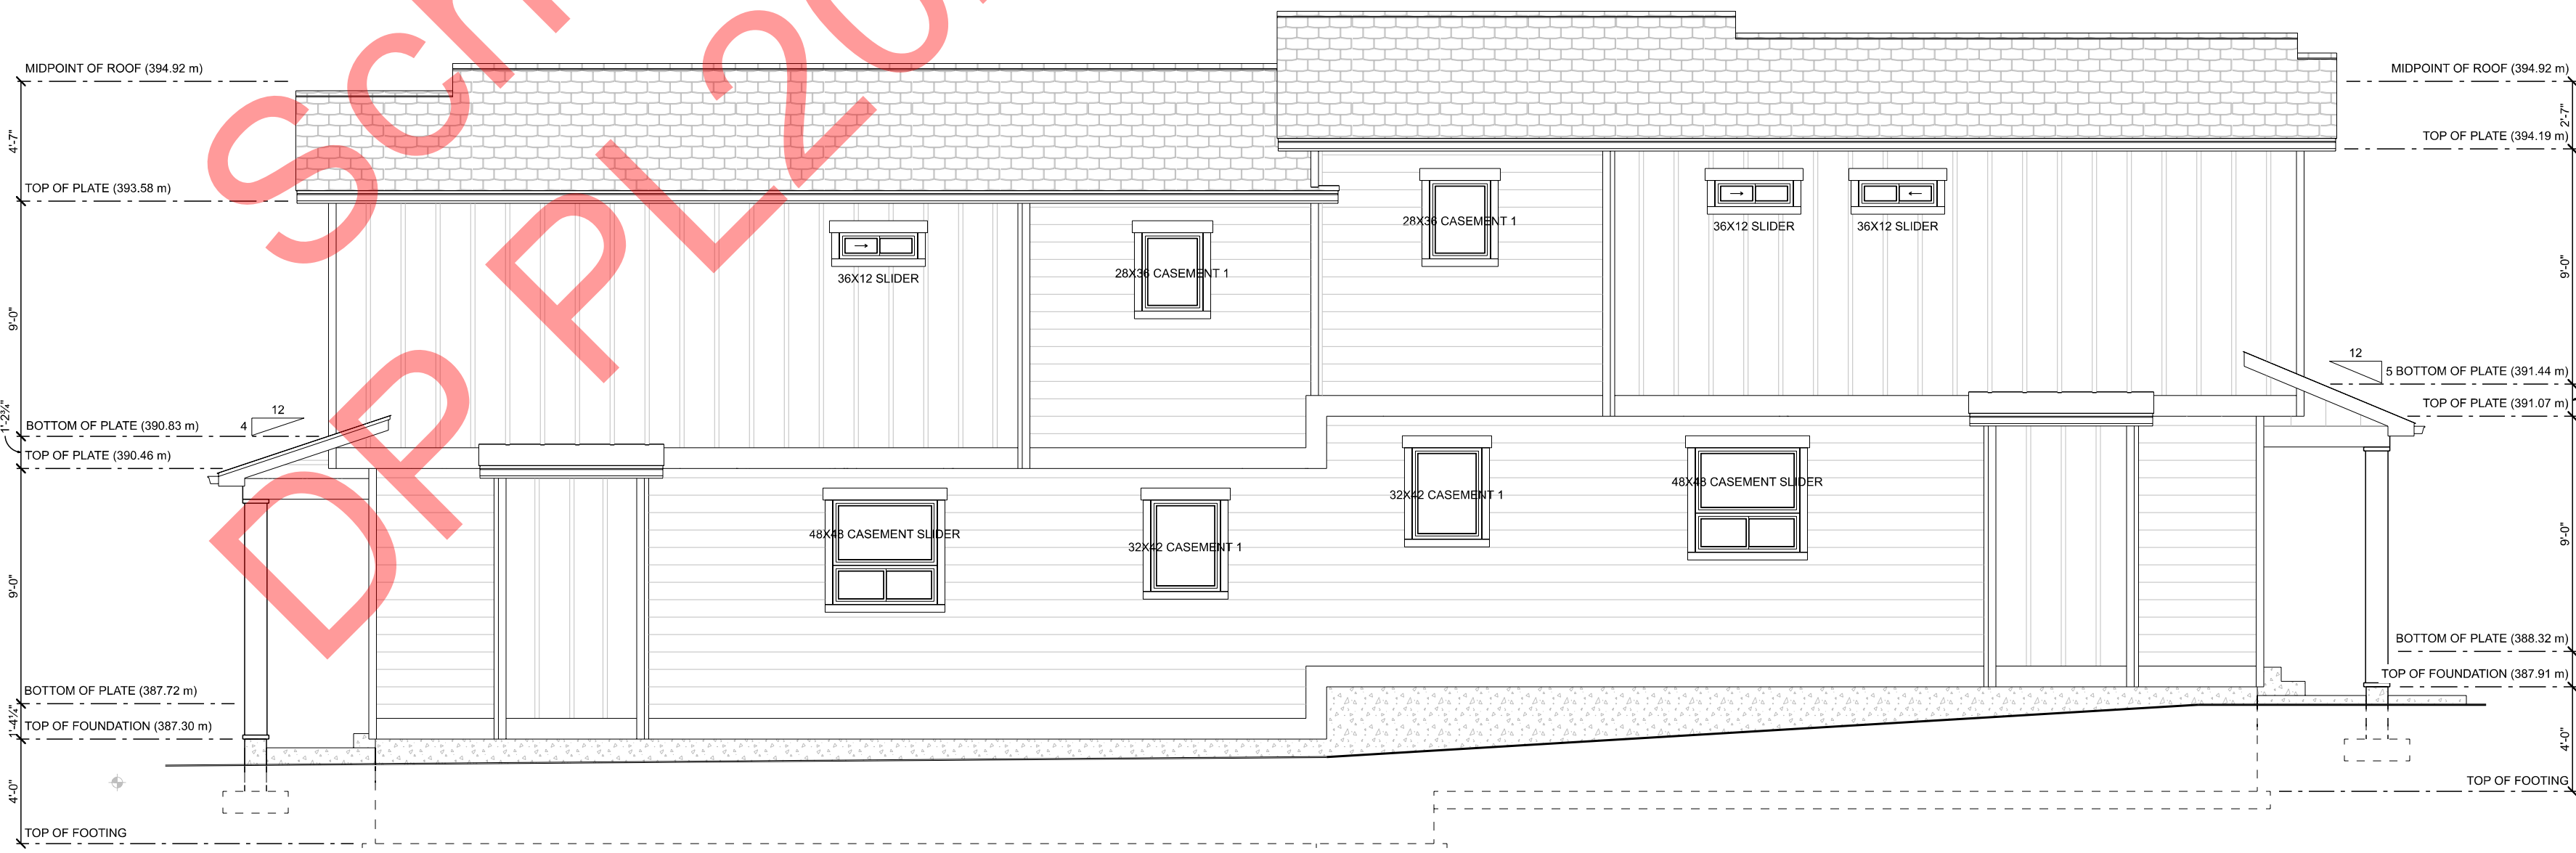 MIDPOINT OF ROOF (394.92 m)
4'-7"
TOP OF PLATE (393.58 m)
9'-0"
1'-2¾"
BOTTOM OF PLATE (390.83 m)
TOP OF PLATE (390.46 m)
12
4
9'-0"
BOTTOM OF PLATE (387.72 m)
1'-4¼"
TOP OF FOUNDATION (387.30 m)
4'-0"
TOP OF FOOTING
Sch
DP PL20
36X12 SLIDER
28X36 CASEMENT 1
28X36 CASEMENT 1
36X12 SLIDER
36X12 SLIDER
48X48 CASEMENT SLIDER
32X42 CASEMENT 1
32X42 CASEMENT 1
48X48 CASEMENT SLIDER
MIDPOINT OF ROOF (394.92 m)
2'-7"
TOP OF PLATE (394.19 m)
9'-0"
12
5 BOTTOM OF PLATE (391.44 m)
TOP OF PLATE (391.07 m)
9'-0"
BOTTOM OF PLATE (388.32 m)
TOP OF FOUNDATION (387.91 m)
4'-0"
TOP OF FOOTING